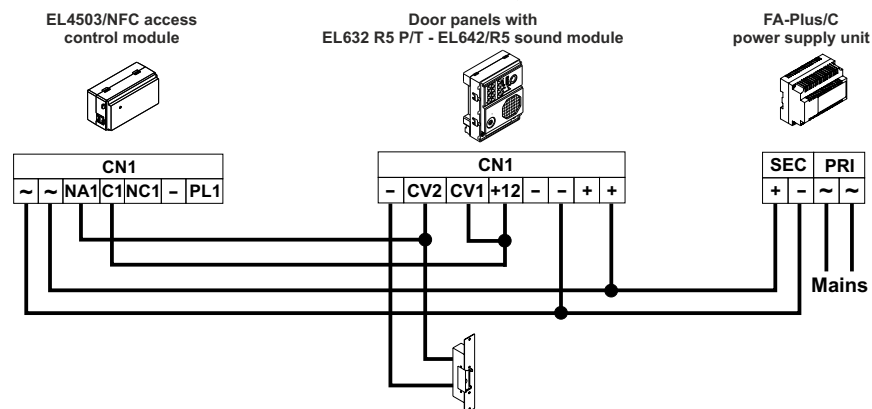 EL4503/NFC access
control module
Door panels with
EL632 R5 P/T - EL642/R5 sound module
FA-Plus/C
power supply unit
CN1
~ ~ NA1 C1 NC1 – PL1
CN1
– CV2 CV1 +12 – – + +
SEC PRI
+ – ~ ~
Mains